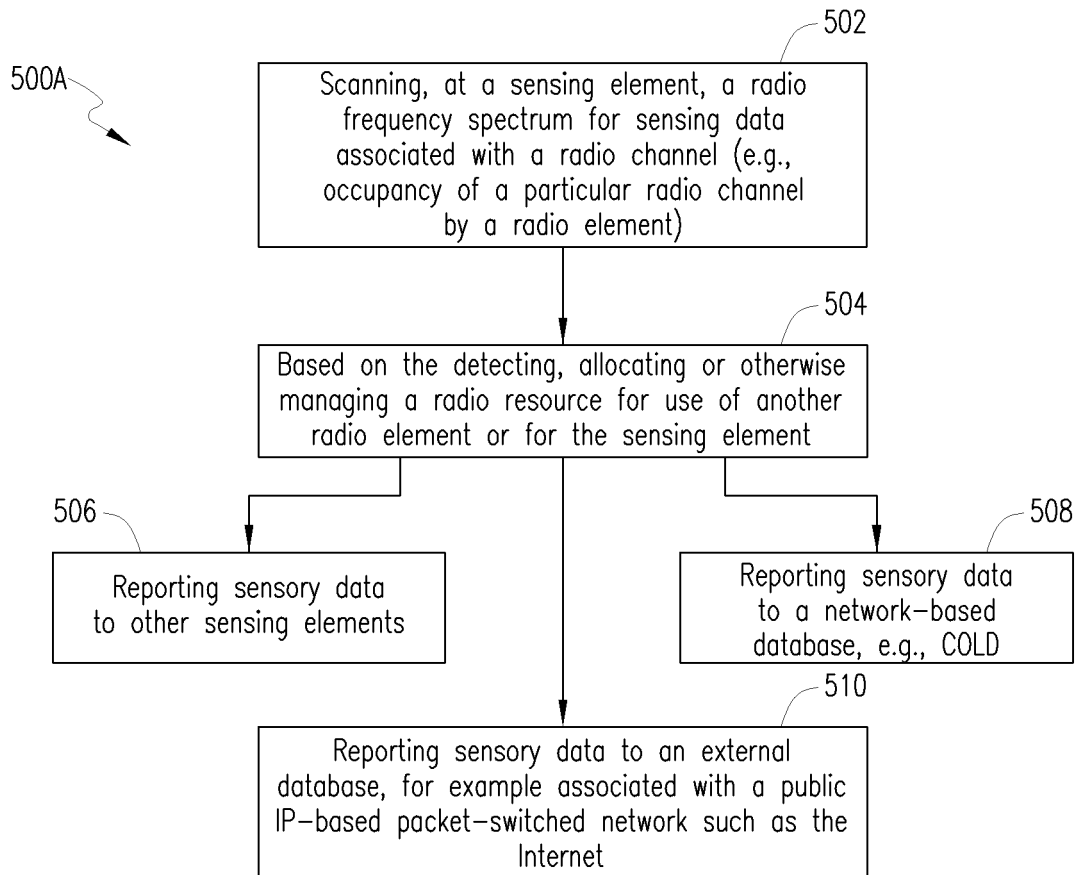 502
500A
Scanning, at a sensing element, a radio
frequency spectrum for sensing data
associated with a radio channel (e.g.,
occupancy of a particular radio channel
by a radio element)
504
Based on the detecting, allocating or otherwise
managing a radio resource for use of another
radio element or for the sensing element
506
Reporting sensory data
to other sensing elements
508
Reporting sensory data
to a network-based
database, e.g., COLD
510
Reporting sensory data to an external
database, for example associated with a public
IP-based packet-switched network such as the
Internet